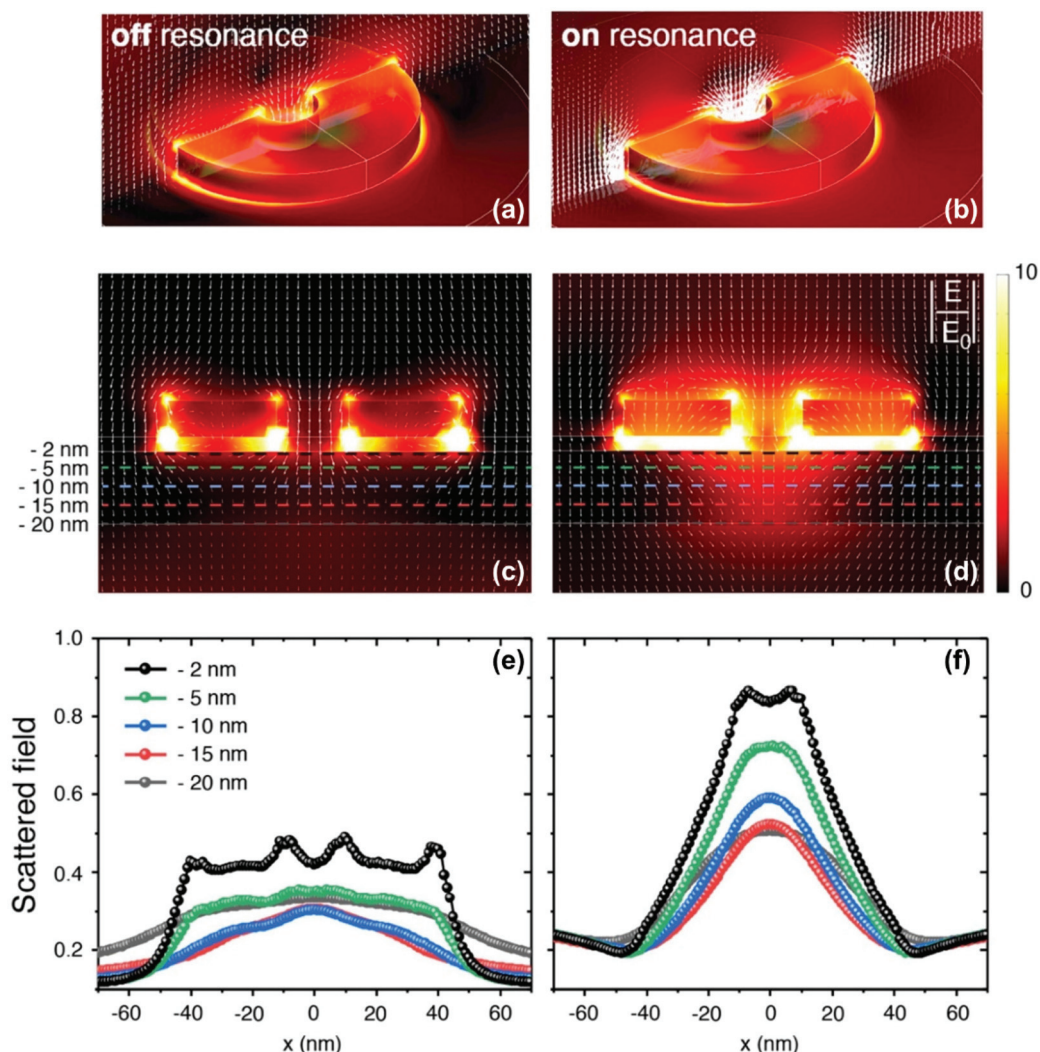 off resonance
on resonance
(a)
(b)
10
|E/E0|
- 2 nm
- 5 nm
- 10 nm
- 15 nm
- 20 nm
(c)
(d)
0
1.0
0.8
0.6
0.4
0.2
Scattered field
(e)
- 2 nm
- 5 nm
- 10 nm
- 15 nm
- 20 nm
(f)
-60 -40 -20 0 20 40 60
-60 -40 -20 0 20 40 60
x (nm)
x (nm)